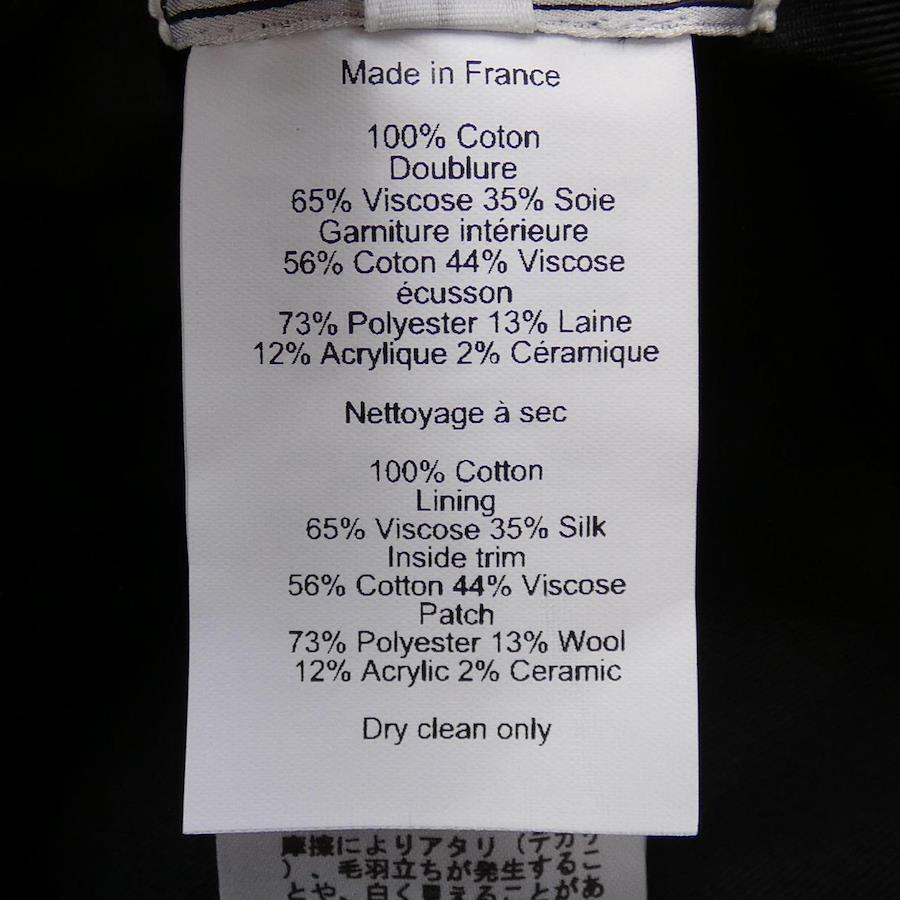 Made in France
100% Coton
Doublure
65% Viscose 35% Soie
Garniture intérieure
56% Coton 44% Viscose
écusson
73% Polyester 13% Laine
12% Acrylique 2% Céramique
Nettoyage à sec
100% Cotton
Lining
65% Viscose 35% Silk
Inside trim
56% Cotton 44% Viscose
Patch
73% Polyester 13% Wool
12% Acrylic 2% Ceramic
Dry clean only
摩擦によりアタリ（テカリ
）、毛羽立ちが発生するこ
とや、白く見えることがあ